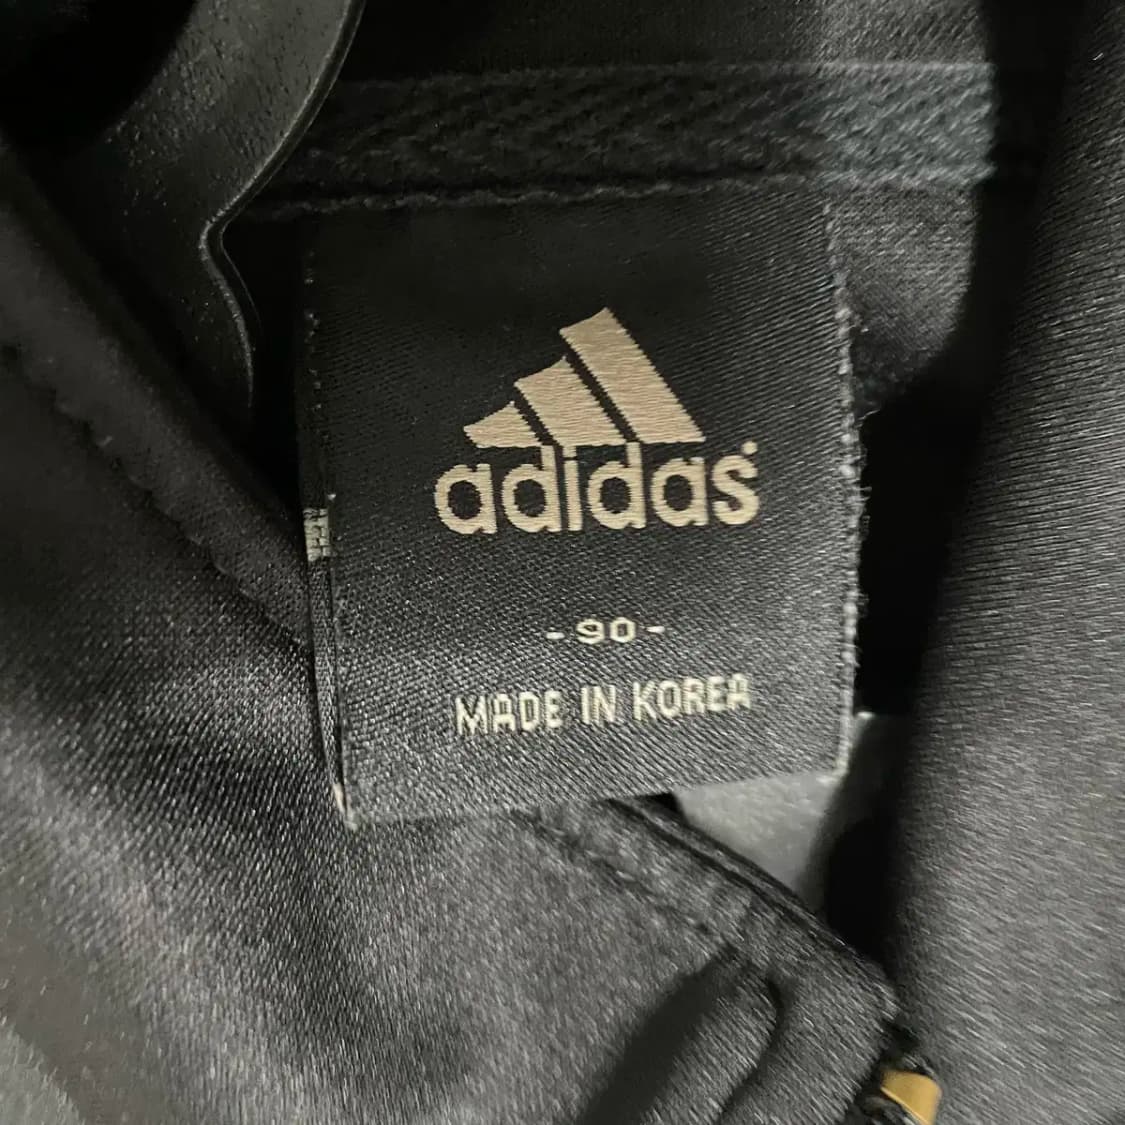 adidas
-90-
MADE IN KOREA